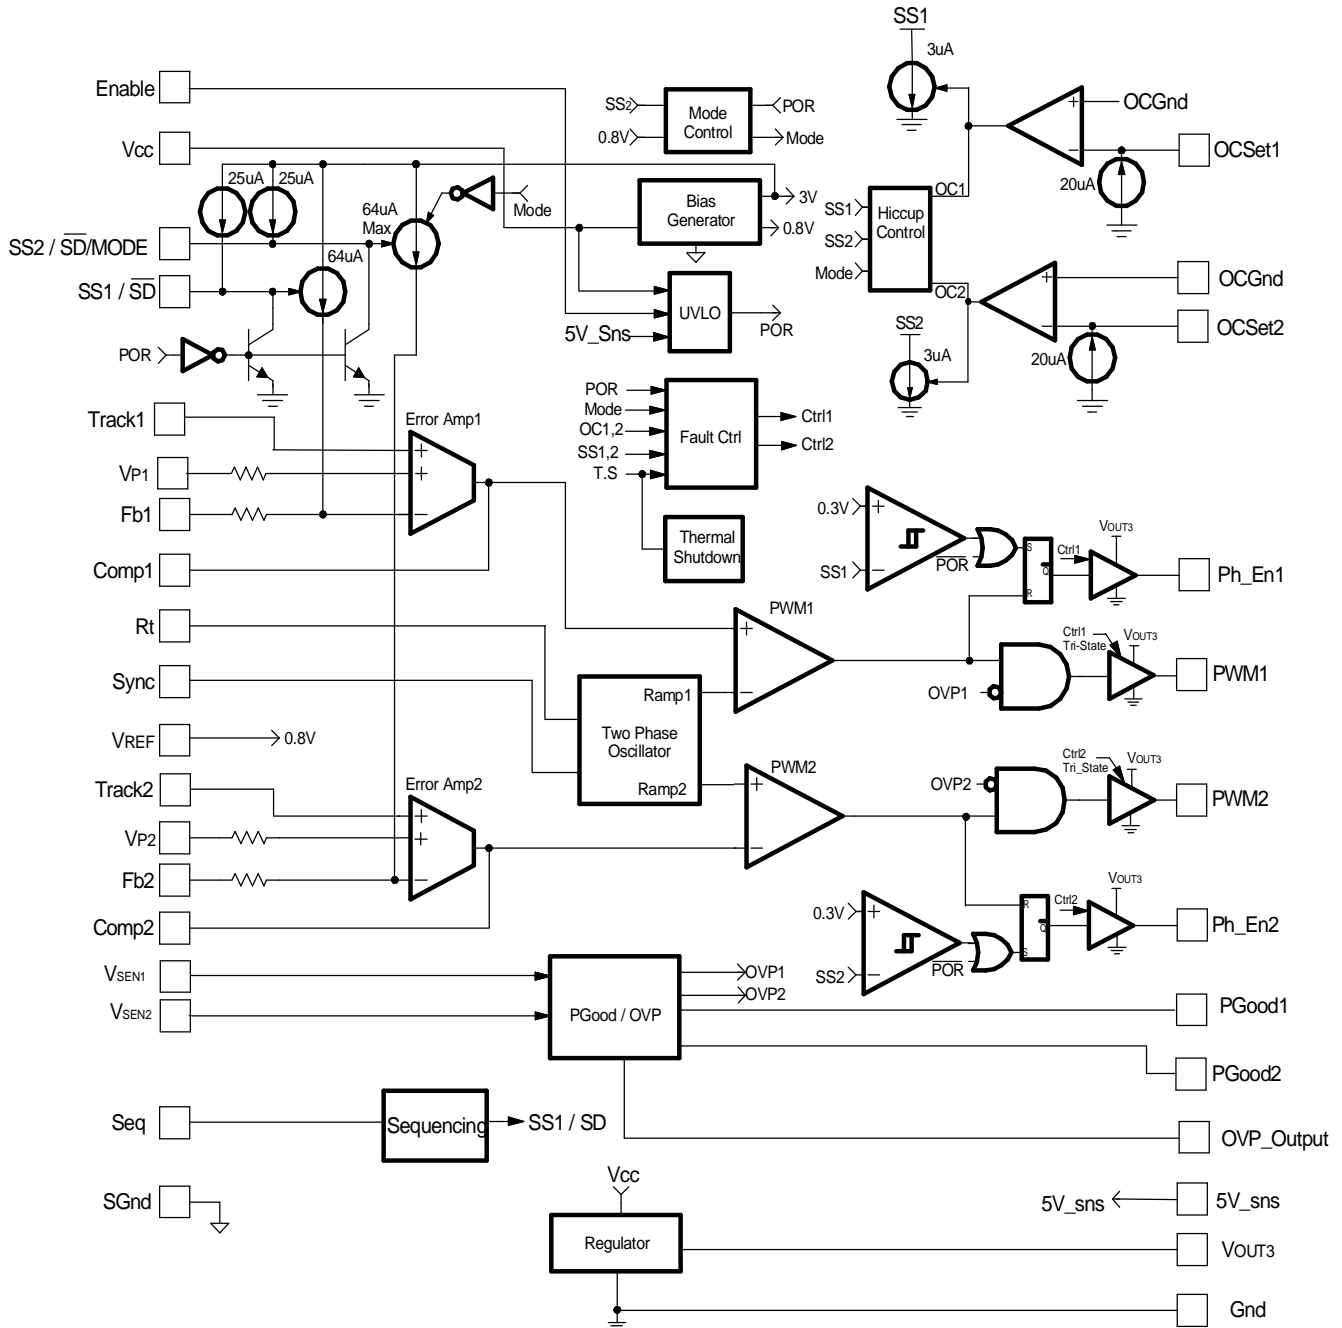 SS1
3uA
Enable
SS2
POR
Mode
Control
0.8V
Mode
OCGnd
Vcc
OCSet1
25uA
25uA
20uA
64uA
Max
Mode
Bias
Generator
3V
0.8V
OC1
SS1
Hiccup
Control
SS2
Mode
SS2 / SD/MODE
64uA
SS1 / SD
OCGnd
OC2
UVLO
POR
5V_Sns
SS2
3uA
OCSet2
20uA
POR
POR
Mode
OC1,2
SS1,2
T.S
Fault Ctrl
Ctrl1
Ctrl2
Track1
Error Amp1
+
+
−
VP1
Fb1
Thermal
Shutdown
0.3V
+
−
SS1
POR
S
Q
R
Ctrl1
VOUT3
Ph_En1
Comp1
Rt
PWM1
+
−
Ctrl1
Tri-State
VOUT3
PWM1
OVP1
Sync
Ramp1
Two Phase
Oscillator
Ramp2
VREF
0.8V
Track2
Error Amp2
+
+
−
PWM2
+
−
OVP2
Ctrl2
Tri_State
VOUT3
PWM2
VP2
Fb2
Comp2
0.3V
+
−
SS2
POR
R
Q
S
Ctrl2
VOUT3
Ph_En2
VSEN1
VSEN2
PGood / OVP
OVP1
OVP2
PGood1
PGood2
Seq
Sequencing
SS1 / SD
OVP_Output
SGnd
Vcc
5V_sns
5V_sns
Regulator
VOUT3
Gnd